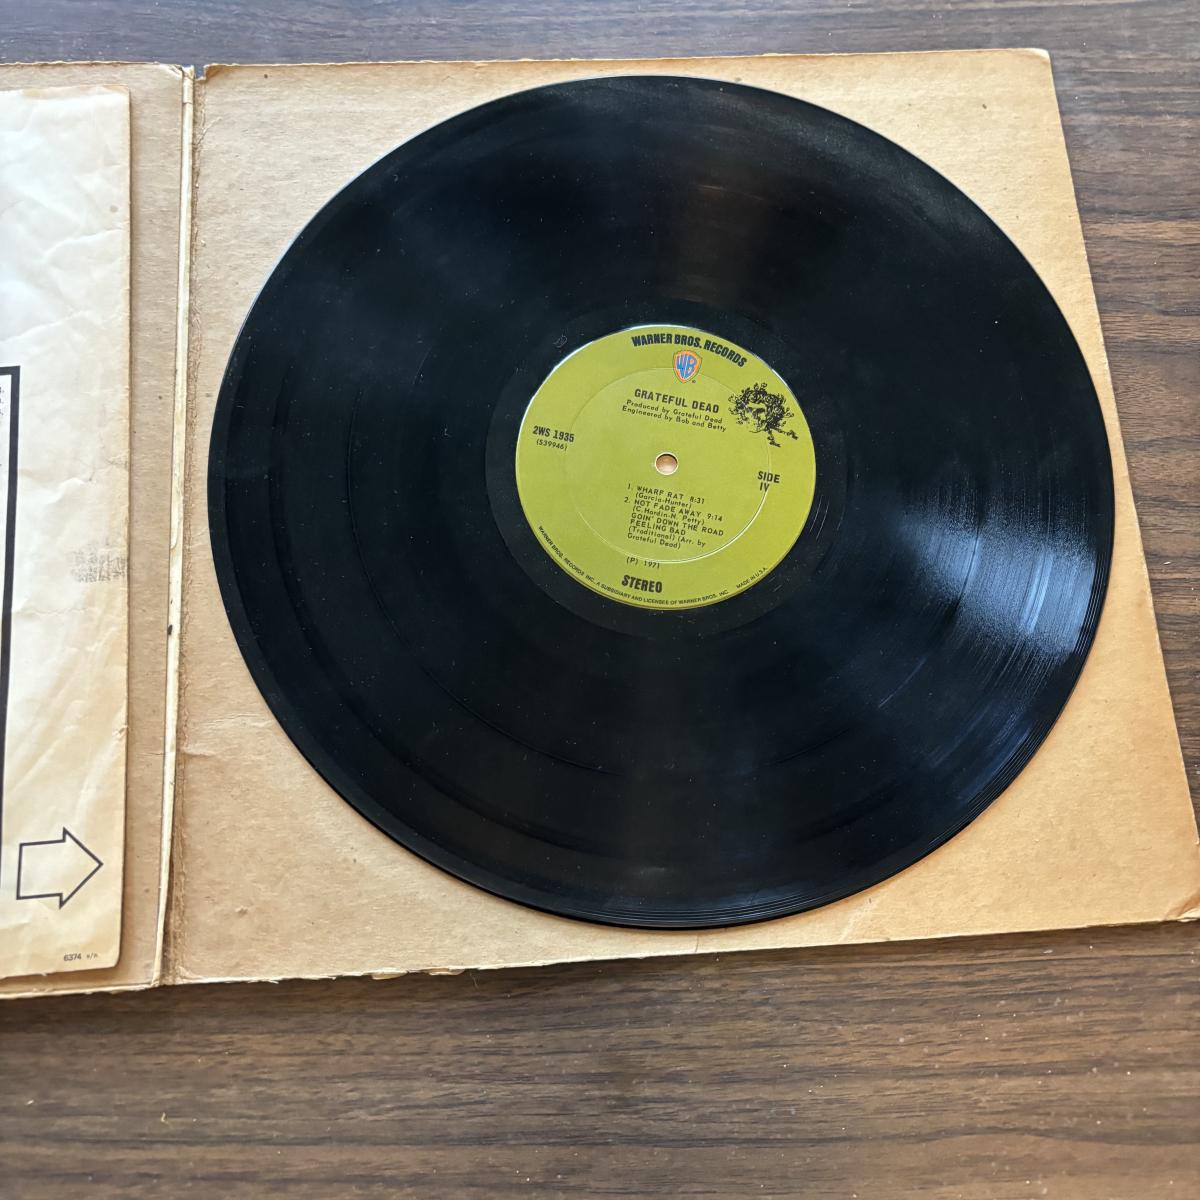 WARNER BROS. RECORDS
WB
®
GRATEFUL DEAD
Produced by Grateful Dead
Engineered by Bob and Betty
2WS 1935
(S39946)
SIDE
IV
1. WHARF RAT 8:31
(Garcia-Hunter)
2. NOT FADE AWAY 9:14
(C. Hardin-N. Petty)
GOIN' DOWN THE ROAD
FEELING BAD
(Traditional) (Arr. by
Grateful Dead)
(P) 1971
STEREO
WARNER BROS. RECORDS INC., A SUBSIDIARY AND LICENSEE OF WARNER BROS. INC. MADE IN U.S.A.
6374